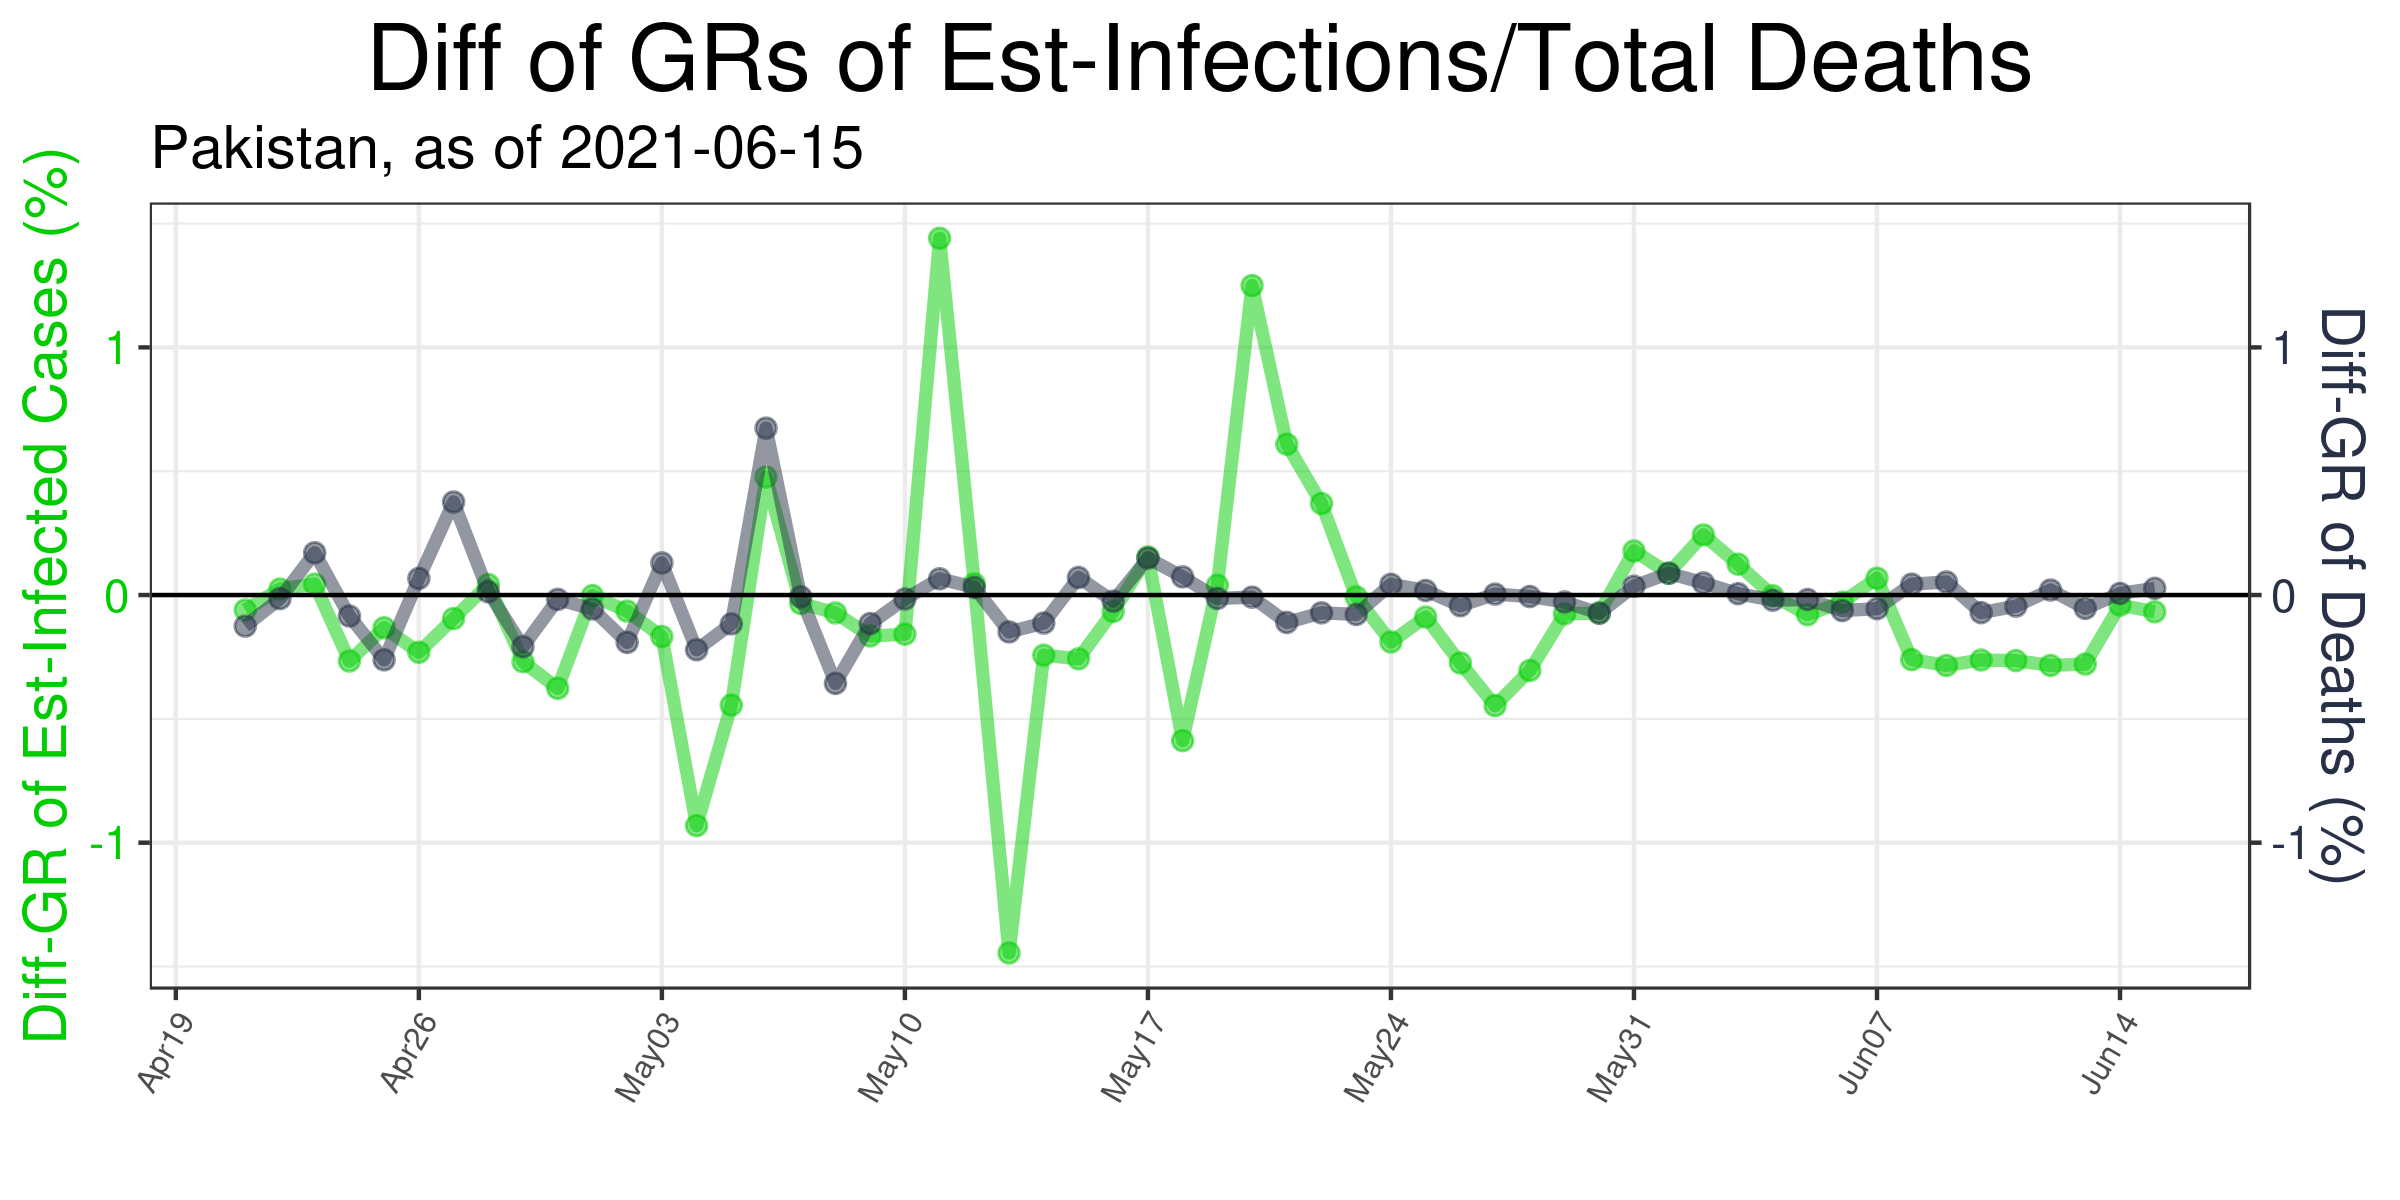 Diff of GRs of Est-Infections/Total Deaths
Pakistan, as of 2021-06-15
Diff-GR of Est-Infected Cases (%)
1
0
-1
1
0
-1
Diff-GR of Deaths (%)
Apr19
Apr26
May03
May10
May17
May24
May31
Jun07
Jun14